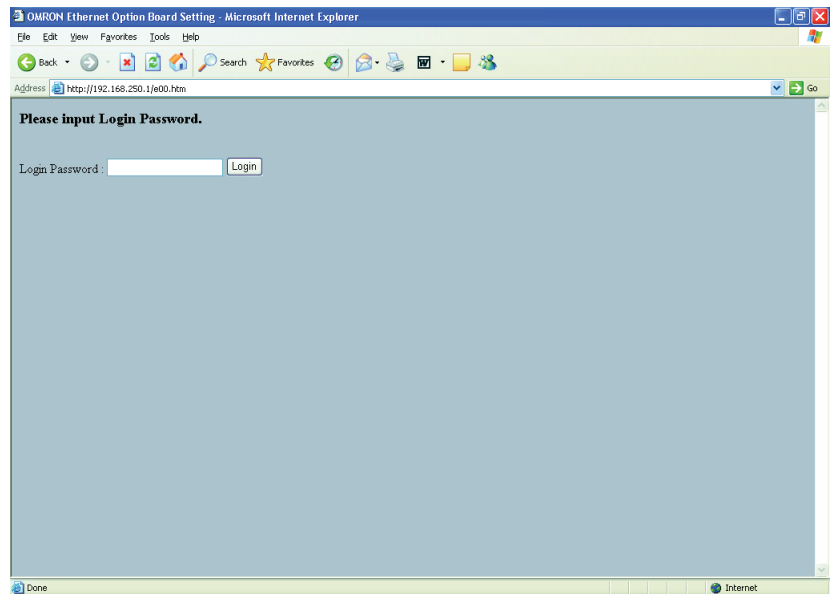 OMRON Ethernet Option Board Setting - Microsoft Internet Explorer
File Edit View Favorites Tools Help
Back Search Favorites W
Address http://192.168.250.1/e00.htm Go
Please input Login Password.
Login Password : Login
Done Internet